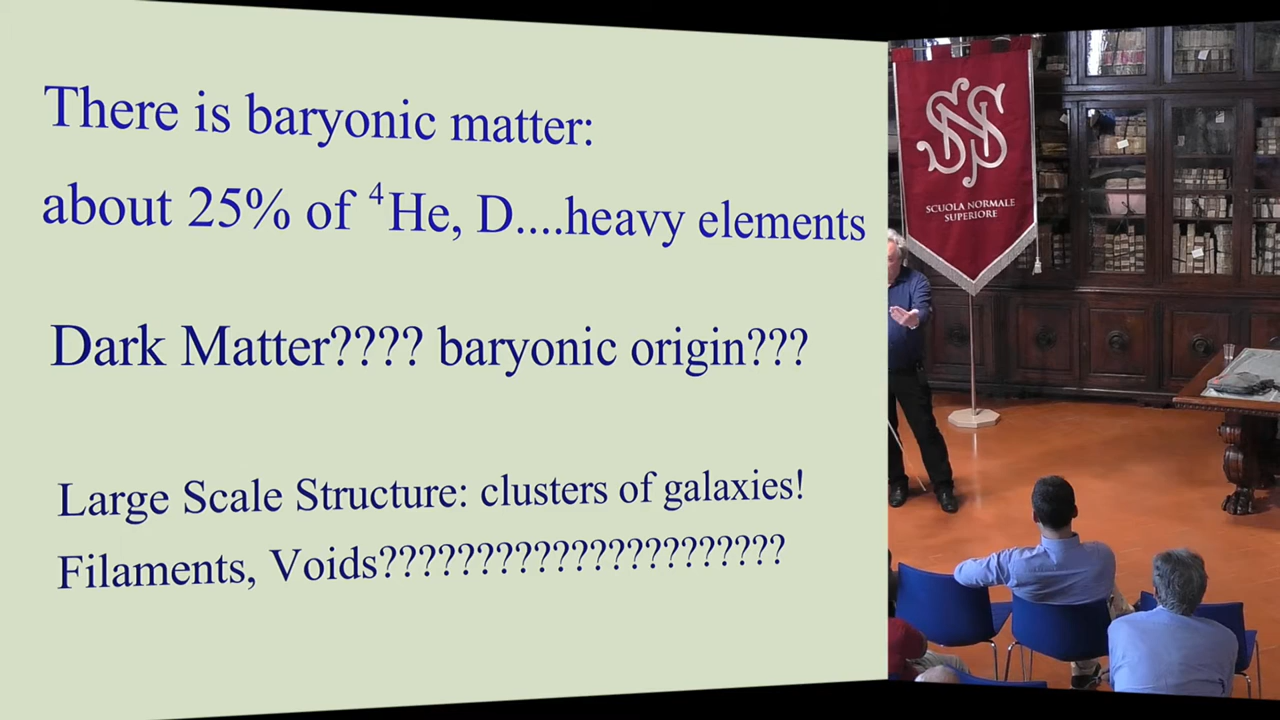 There is baryonic matter:
about 25% of ⁴He, D....heavy elements
Dark Matter???? baryonic origin???
Large Scale Structure: clusters of galaxies!
Filaments, Voids?????????????????????
SNS
SCUOLA NORMALE
SUPERIORE